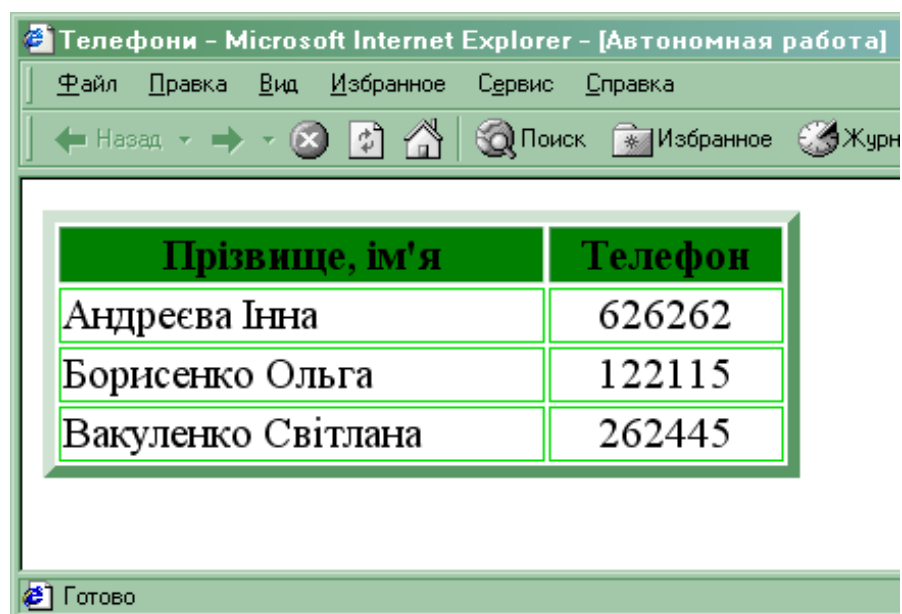 Телефони - Microsoft Internet Explorer - [Автономная работа]
Файл Правка Вид Избранное Сервис Справка
Назад Поиск Избранное Журн
Прізвище, ім'я Телефон
Андреєва Інна 626262
Борисенко Ольга 122115
Вакуленко Світлана 262445
Готово